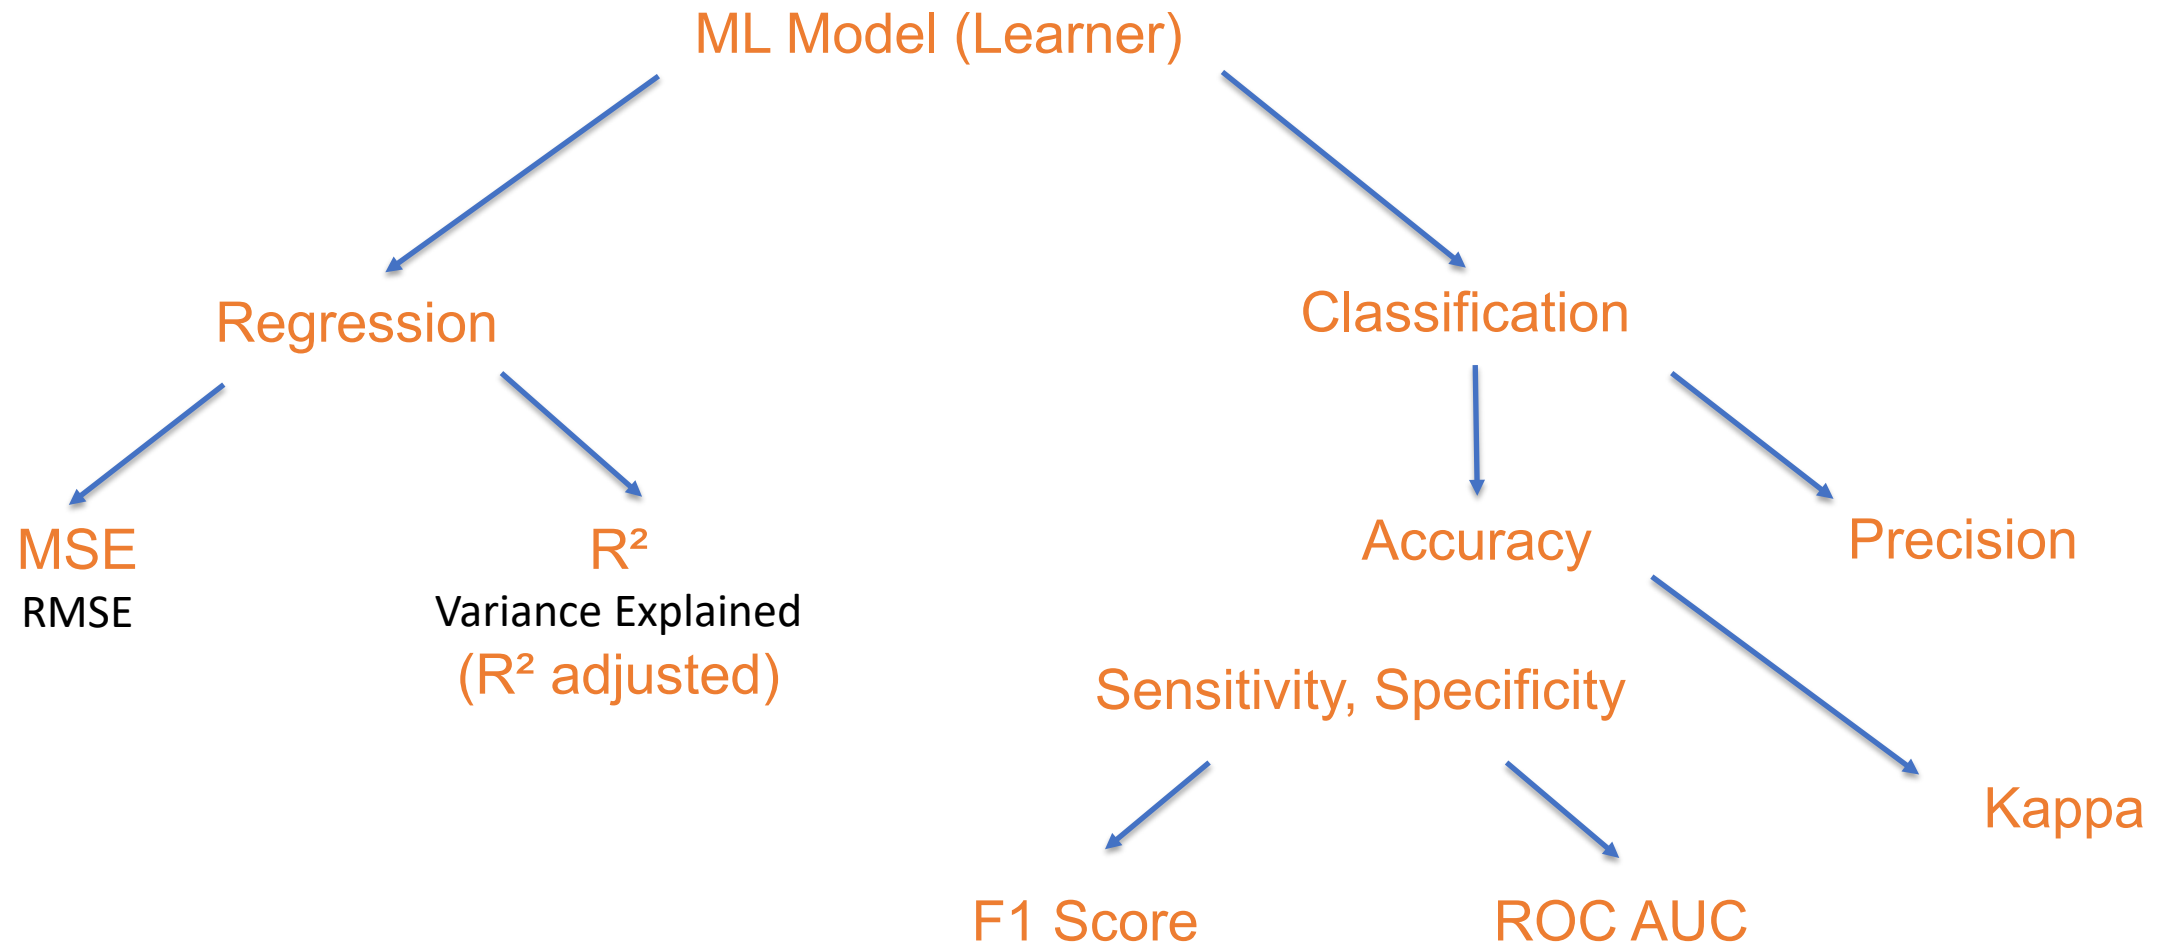 ML Model (Learner)
Regression
Classification
MSE
RMSE
R²
Variance Explained
(R² adjusted)
Accuracy
Precision
Sensitivity, Specificity
Kappa
F1 Score
ROC AUC